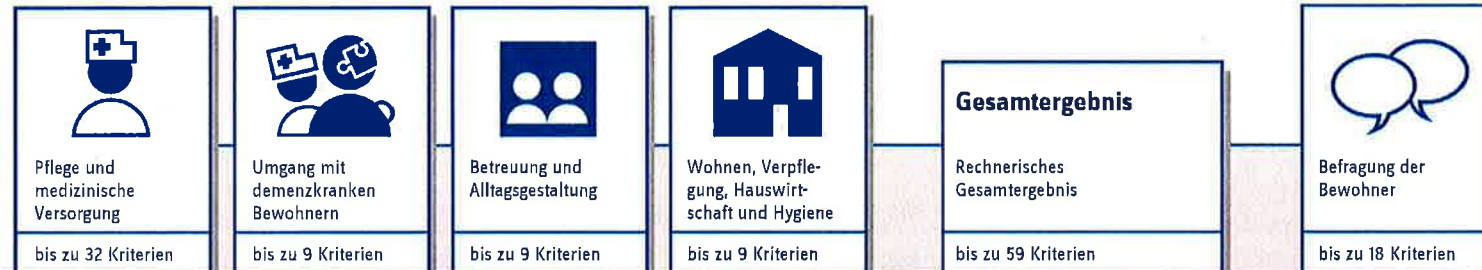 Pflege und
medizinische
Versorgung
bis zu 32 Kriterien
Umgang mit
demenzkranken
Bewohnern
bis zu 9 Kriterien
Betreuung und
Alltagsgestaltung
bis zu 9 Kriterien
Wohnen, Verpfle-
gung, Hauswirt-
schaft und Hygiene
bis zu 9 Kriterien
Gesamtergebnis
Rechnerisches
Gesamtergebnis
bis zu 59 Kriterien
Befragung der
Bewohner
bis zu 18 Kriterien